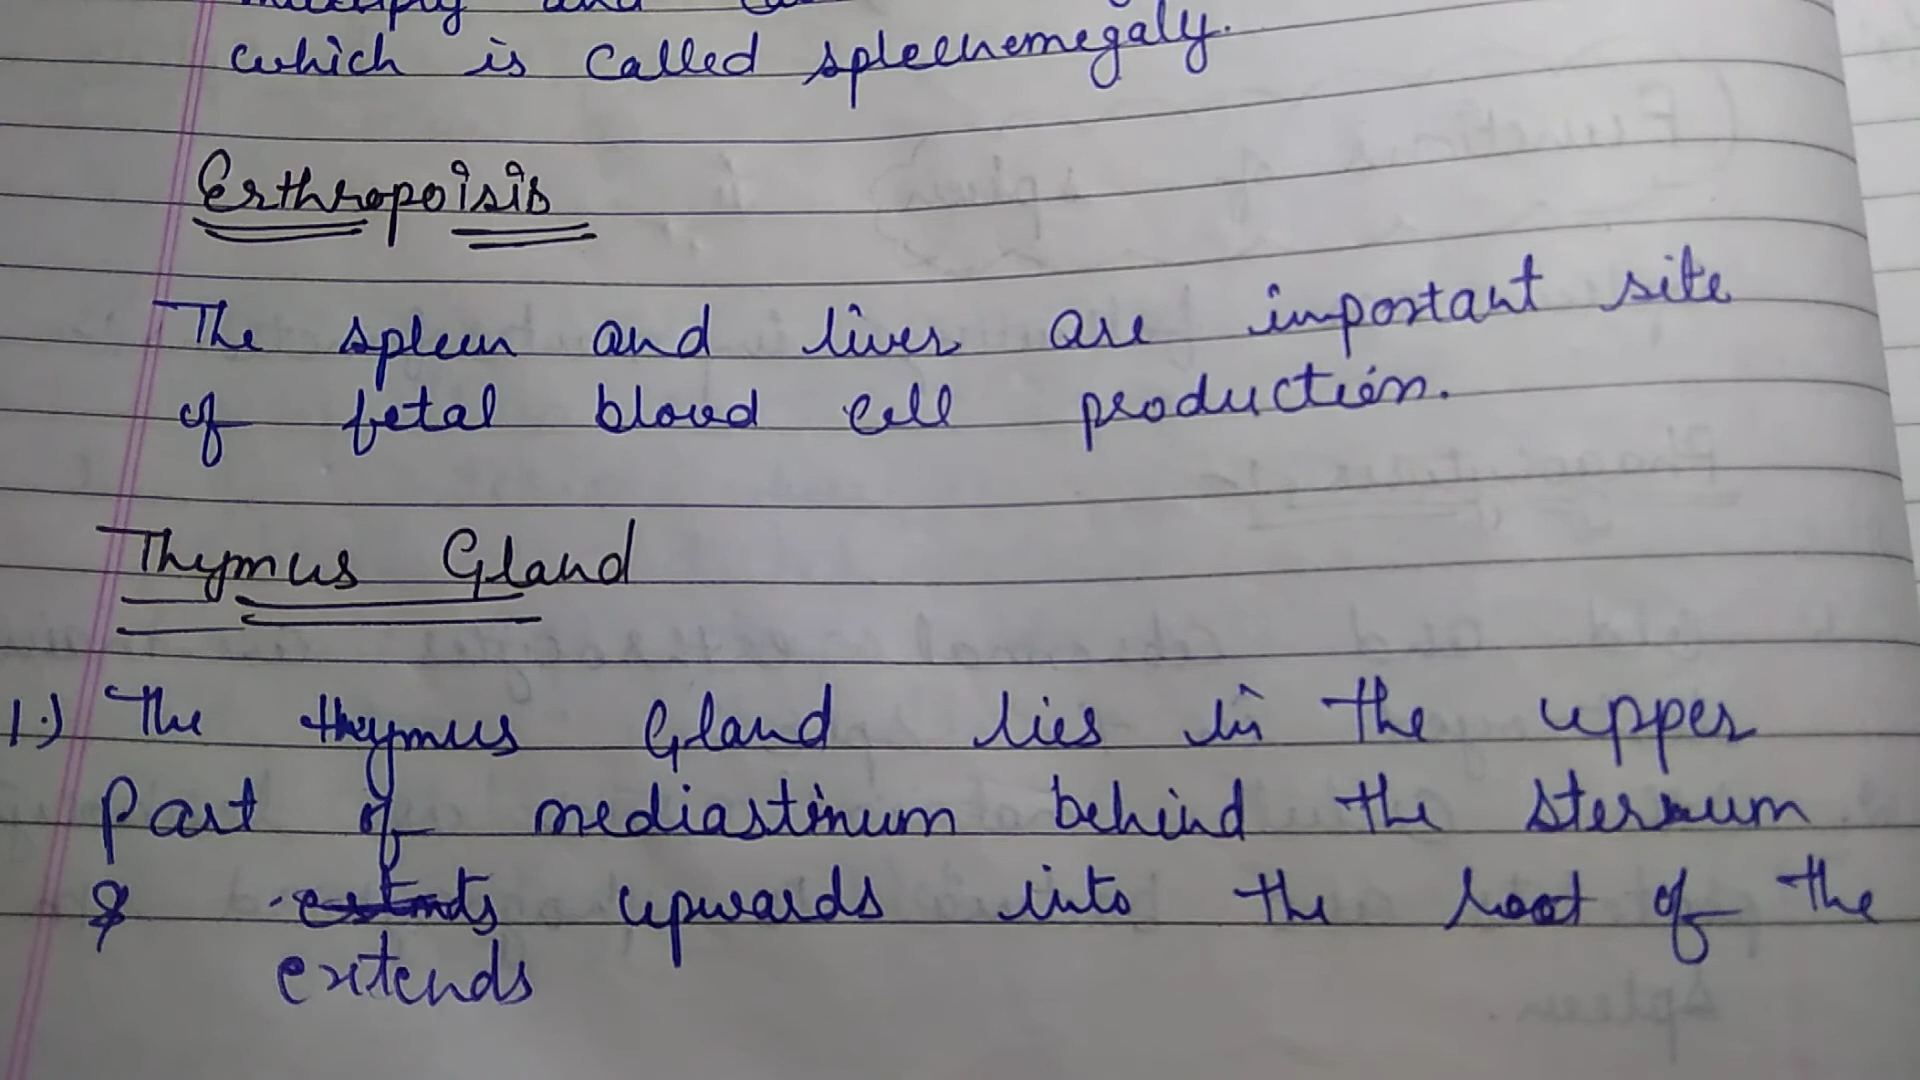 and
which is called spleenemegaly.
Erthropoisis
The spleen and liver are important site
of fetal blood cell production.
Thymus Gland
1.) The thymus Gland lies in the upper
Part of mediastinum behind the sternum
& extends upwards into the root of the